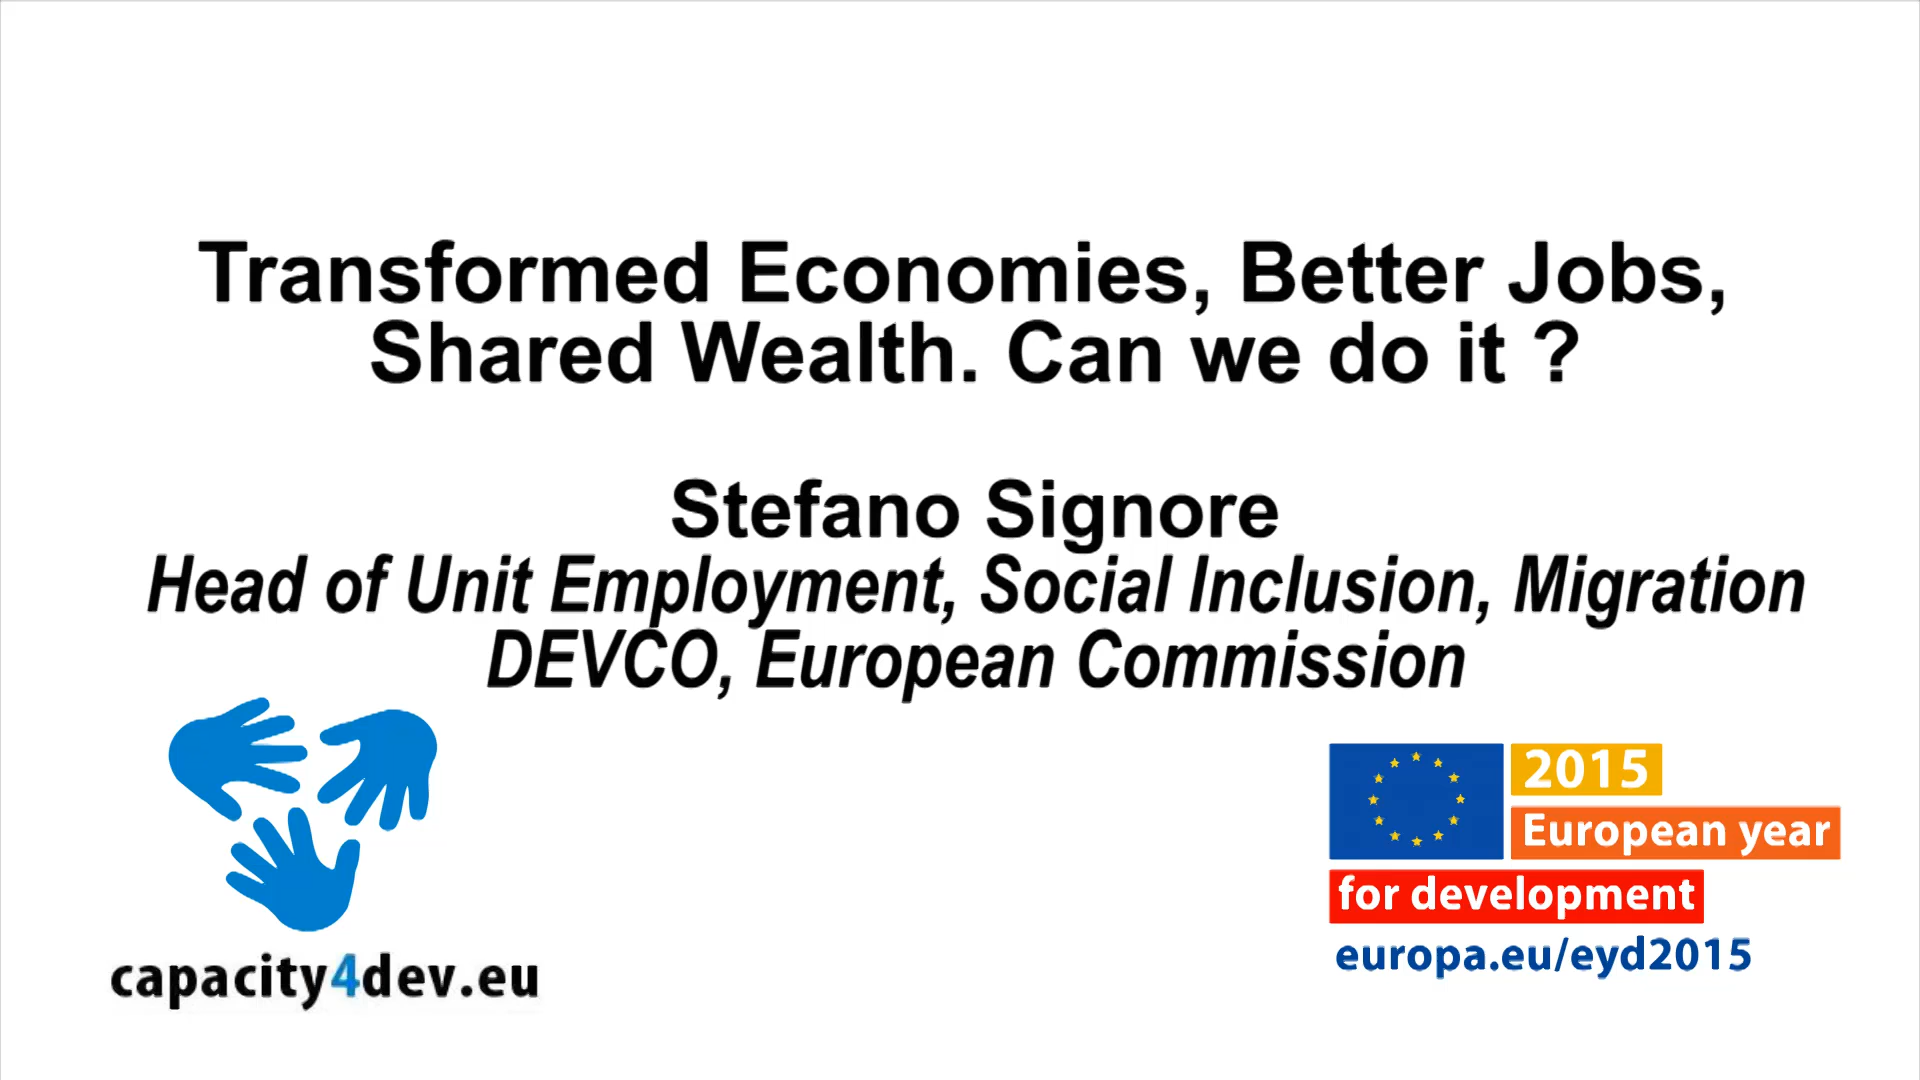 Transformed Economies, Better Jobs,
Shared Wealth. Can we do it ?
Stefano Signore
Head of Unit Employment, Social Inclusion, Migration
DEVCO, European Commission
capacity4dev.eu
2015
European year
for development
europa.eu/eyd2015